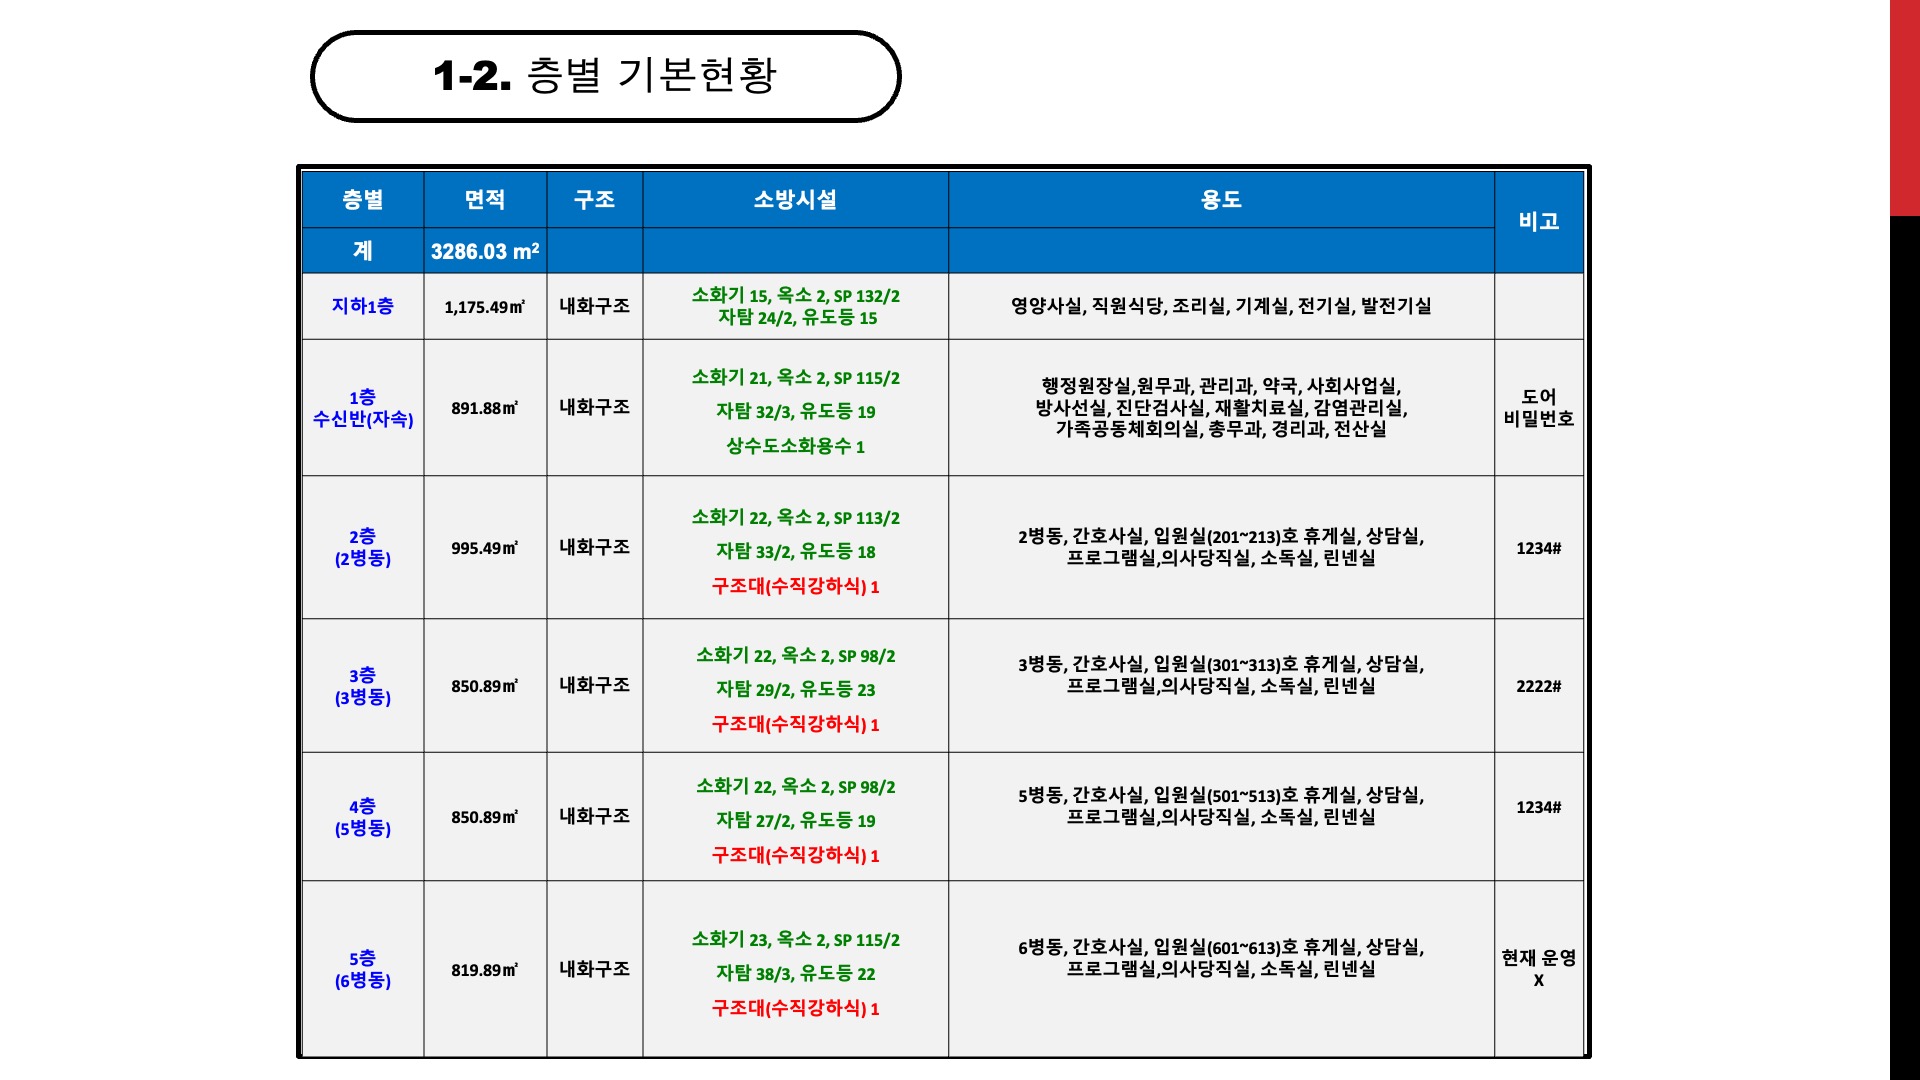 1-2. 층별 기본현황
층별 면적 구조 소방시설 용도 비고
계 3286.03 m²
지하1층 1,175.49㎡ 내화구조
소화기 15, 옥소 2, SP 132/2
자탐 24/2, 유도등 15
영양사실, 직원식당, 조리실, 기계실, 전기실, 발전기실
1층
수신반(자속)
891.88㎡ 내화구조
소화기 21, 옥소 2, SP 115/2
자탐 32/3, 유도등 19
상수도소화용수 1
행정원장실,원무과, 관리과, 약국, 사회사업실,
방사선실, 진단검사실, 재활치료실, 감염관리실,
가족공동체회의실, 총무과, 경리과, 전산실
도어
비밀번호
2층
(2병동)
995.49㎡ 내화구조
소화기 22, 옥소 2, SP 113/2
자탐 33/2, 유도등 18
구조대(수직강하식) 1
2병동, 간호사실, 입원실(201~213)호 휴게실, 상담실,
프로그램실,의사당직실, 소독실, 린넨실
1234#
3층
(3병동)
850.89㎡ 내화구조
소화기 22, 옥소 2, SP 98/2
자탐 29/2, 유도등 23
구조대(수직강하식) 1
3병동, 간호사실, 입원실(301~313)호 휴게실, 상담실,
프로그램실,의사당직실, 소독실, 린넨실
2222#
4층
(5병동)
850.89㎡ 내화구조
소화기 22, 옥소 2, SP 98/2
자탐 27/2, 유도등 19
구조대(수직강하식) 1
5병동, 간호사실, 입원실(501~513)호 휴게실, 상담실,
프로그램실,의사당직실, 소독실, 린넨실
1234#
5층
(6병동)
819.89㎡ 내화구조
소화기 23, 옥소 2, SP 115/2
자탐 38/3, 유도등 22
구조대(수직강하식) 1
6병동, 간호사실, 입원실(601~613)호 휴게실, 상담실,
프로그램실,의사당직실, 소독실, 린넨실
현재 운영
X